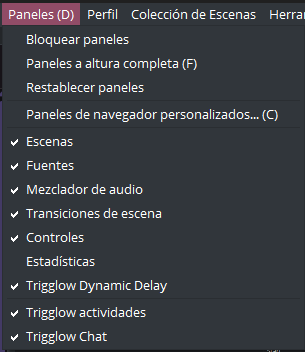 Paneles (D) Perfil Colección de Escenas Herra
Bloquear paneles
Paneles a altura completa (F)
Restablecer paneles
Paneles de navegador personalizados... (C)
Escenas
Fuentes
Mezclador de audio
Transiciones de escena
Controles
Estadísticas
Trigglow Dynamic Delay
Trigglow actividades
Trigglow Chat